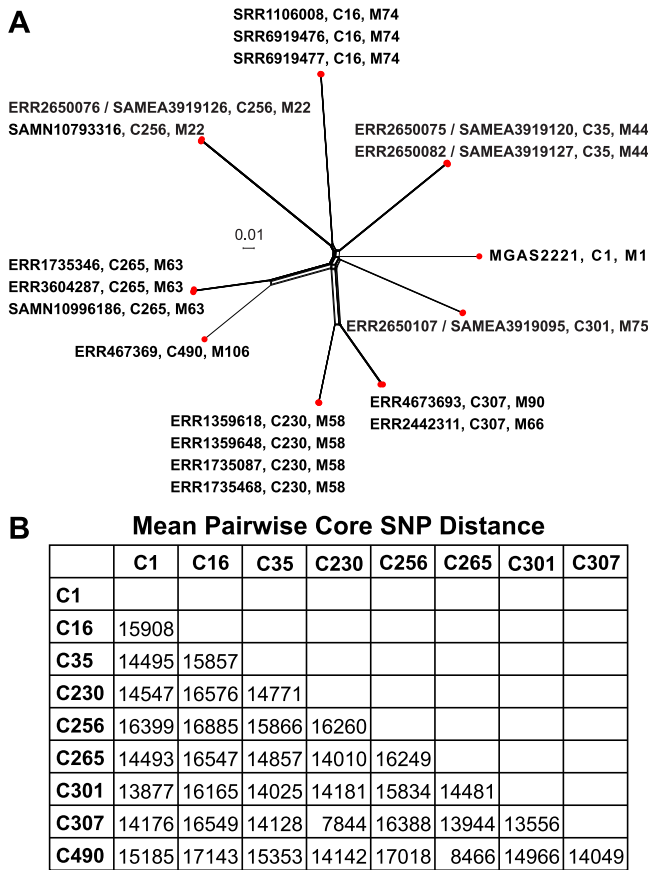 A
SRR1106008, C16, M74
SRR6919476, C16, M74
SRR6919477, C16, M74
ERR2650076 / SAMEA3919126, C256, M22
SAMN10793316, C256, M22
ERR2650075 / SAMEA3919120, C35, M44
ERR2650082 / SAMEA3919127, C35, M44
0.01
MGAS2221, C1, M1
ERR1735346, C265, M63
ERR3604287, C265, M63
SAMN10996186, C265, M63
ERR2650107 / SAMEA3919095, C301, M75
ERR467369, C490, M106
ERR4673693, C307, M90
ERR2442311, C307, M66
ERR1359618, C230, M58
ERR1359648, C230, M58
ERR1735087, C230, M58
ERR1735468, C230, M58
B Mean Pairwise Core SNP Distance
C1 C16 C35 C230 C256 C265 C301 C307
C1
C16 15908
C35 14495 15857
C230 14547 16576 14771
C256 16399 16885 15866 16260
C265 14493 16547 14857 14010 16249
C301 13877 16165 14025 14181 15834 14481
C307 14176 16549 14128 7844 16388 13944 13556
C490 15185 17143 15353 14142 17018 8466 14966 14049